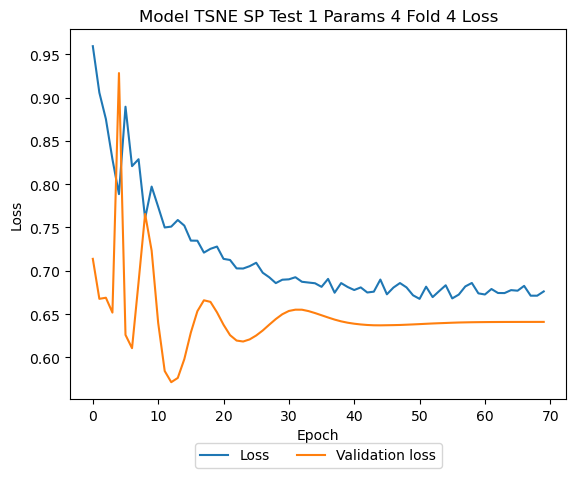 Model TSNE SP Test 1 Params 4 Fold 4 Loss
Loss
0.95
0.90
0.85
0.80
0.75
0.70
0.65
0.60
0 10 20 30 40 50 60 70
Epoch
Loss Validation loss